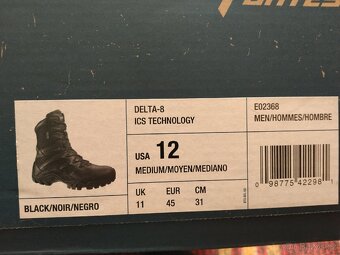 DELTA-8
ICS TECHNOLOGY
E02368
MEN/HOMMES/HOMBRE
USA 12
MEDIUM/MOYEN/MEDIANO
UK EUR CM
11 45 31
BLACK/NOIR/NEGRO
0 98775 42298 1